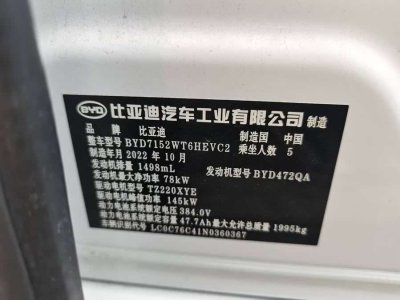 BYD 比亚迪汽车工业有限公司 制造
品牌 比亚迪 制造国 中国
整车型号 BYD7152WT6HEVC2 乘坐人数 5
制造年月 2022 年 10 月
发动机排量 1498mL 发动机型号 BYD472QA
发动机最大净功率 78kW
驱动电机型号 TZ220XYE
驱动电机峰值功率 145kW
动力电池系统额定电压 384.0V
动力电池系统额定容量 47.7Ah 最大允许总质量 1995kg
车辆识别代号 LC0C76C41N0360367